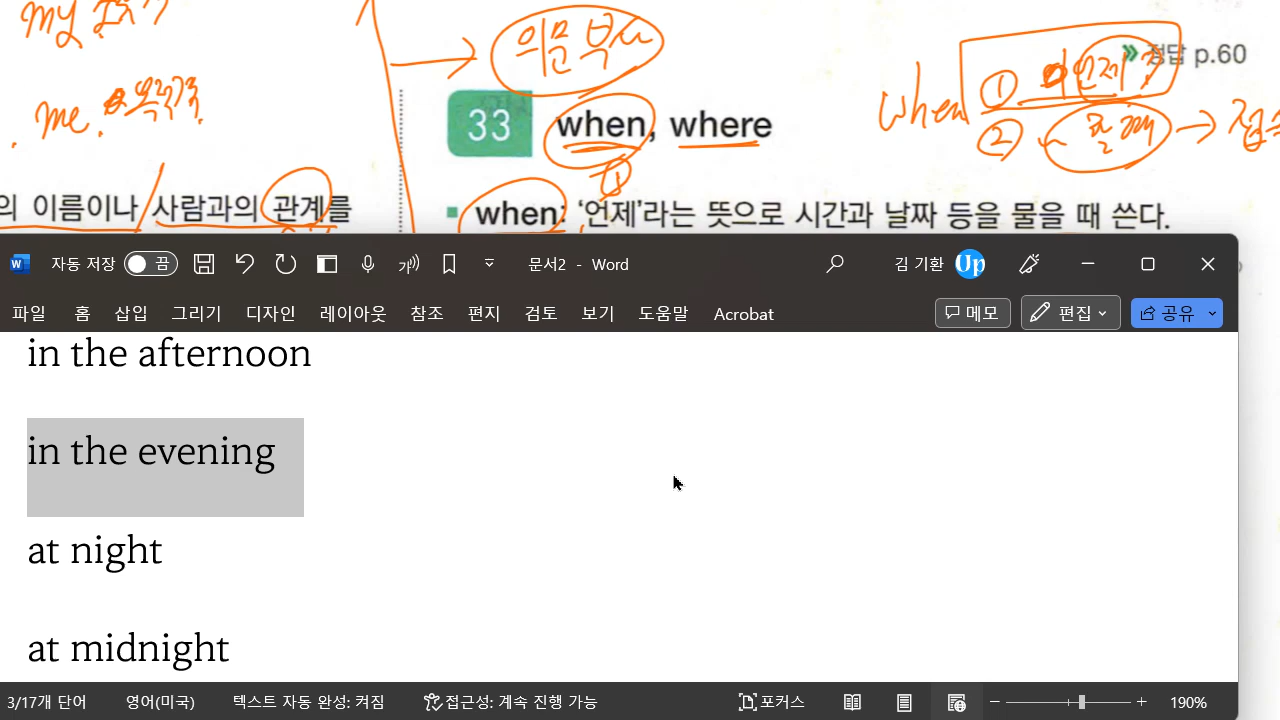 my
의문부사
정답 p.60
me. 목적격.
33 when, where
when ① 언제?
②
의 이름이나 사람과의 관계를
when: ‘언제’라는 뜻으로 시간과 날짜 등을 물을 때 쓴다.
자동 저장 끔 가 문서2 - Word 김 기환 Up
파일 홈 삽입 그리기 디자인 레이아웃 참조 편지 검토 보기 도움말 Acrobat 메모 편집 공유
in the afternoon
in the evening
at night
at midnight
3/17개 단어 영어(미국) 텍스트 자동 완성: 켜짐 접근성: 계속 진행 가능 포커스 190%